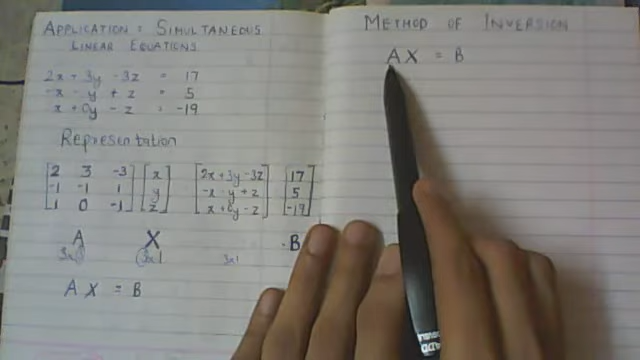 APPLICATION : SIMULTANEOUS
LINEAR EQUATIONS
2x + 3y - 3z = 17
-x - y + z = 5
x + 0y - z = -19
Representation
[2 3 -3] [x] [2x+3y-3z] [17]
[-1 -1 1] [y] [-x -y +z] [5]
[1 0 -1] [z] [x+0y-z] [-19]
A X B
3x3 3x1 3x1
A X = B
METHOD OF INVERSION
AX = B